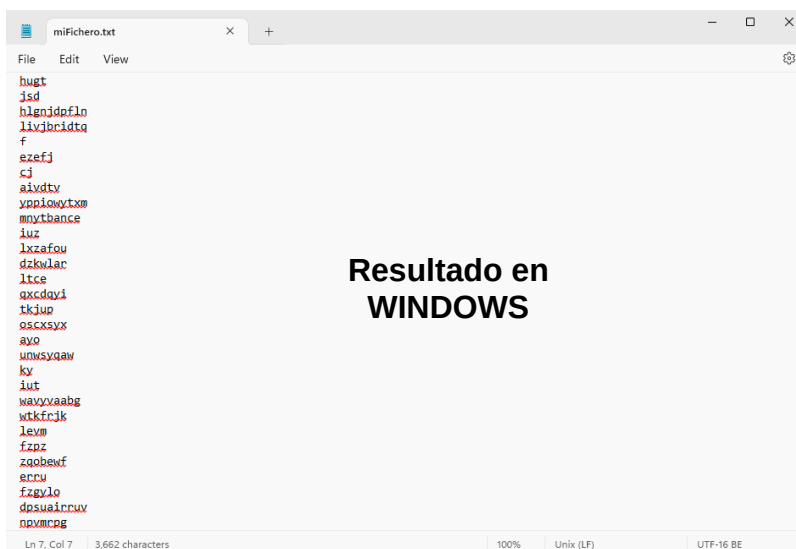 miFichero.txt
File Edit View
hugt
jsd
hlgnjdpfln
livjbridtq
f
ezefj
cj
aivdtv
yppiowytxm
mnytbance
iuz
lxzafou
dzkwlar
ltce
qxcdqyi
tkjup
oscxsyx
ayo
unwsyqaw
ky
iut
wavyvaabg
wtkfrjk
levm
fzpz
zqobewf
erru
fzgylo
dpsuairruv
npvmrpg
Resultado en
WINDOWS
Ln 7, Col 7 3,662 characters 100% Unix (LF) UTF-16 BE